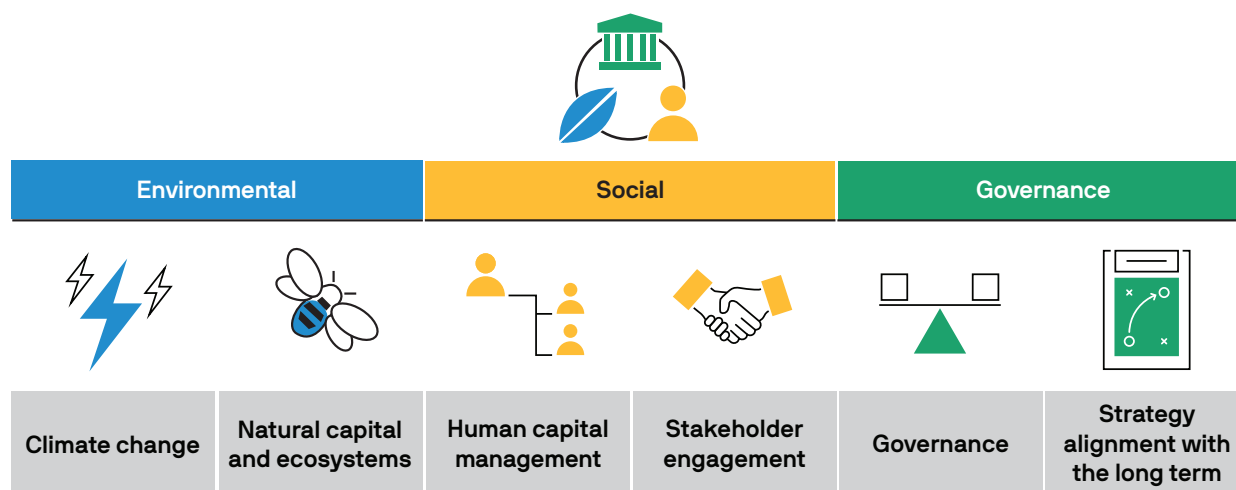 Environmental
Social
Governance
Climate change
Natural capital
and ecosystems
Human capital
management
Stakeholder
engagement
Governance
Strategy
alignment with
the long term